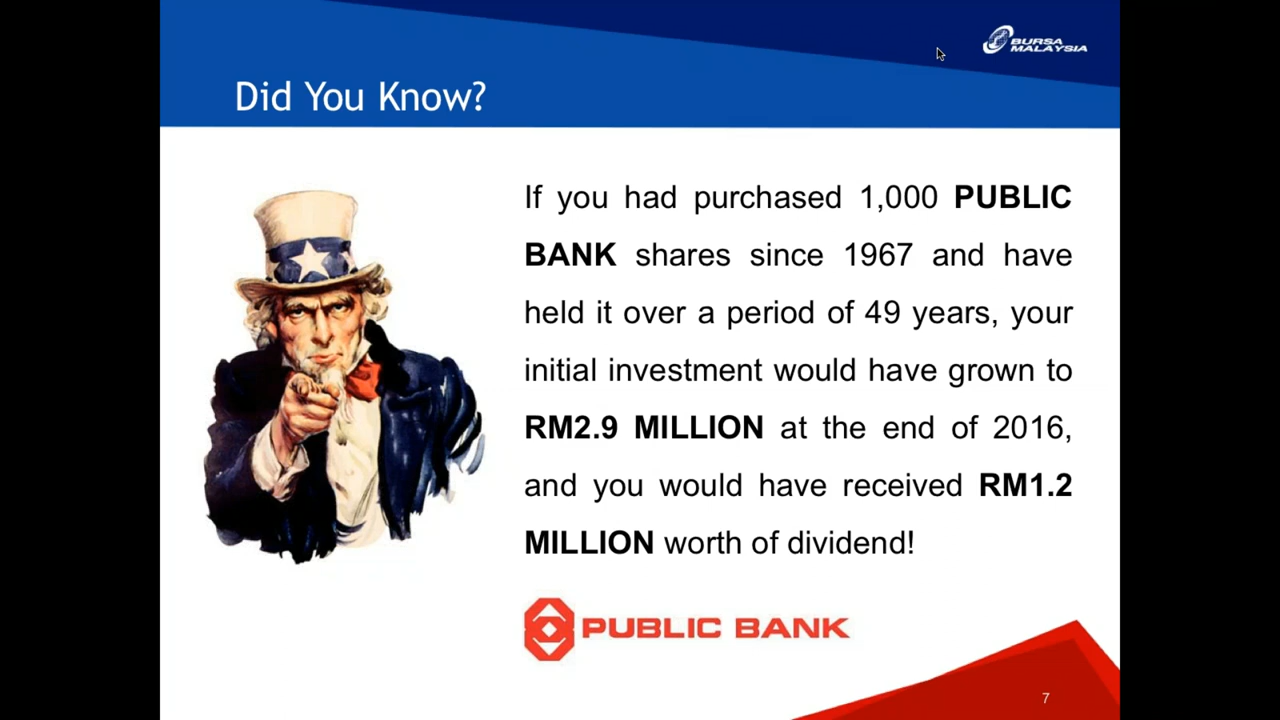 BURSA
MALAYSIA
Did You Know?
If you had purchased 1,000 PUBLIC
BANK shares since 1967 and have
held it over a period of 49 years, your
initial investment would have grown to
RM2.9 MILLION at the end of 2016,
and you would have received RM1.2
MILLION worth of dividend!
PUBLIC BANK
7